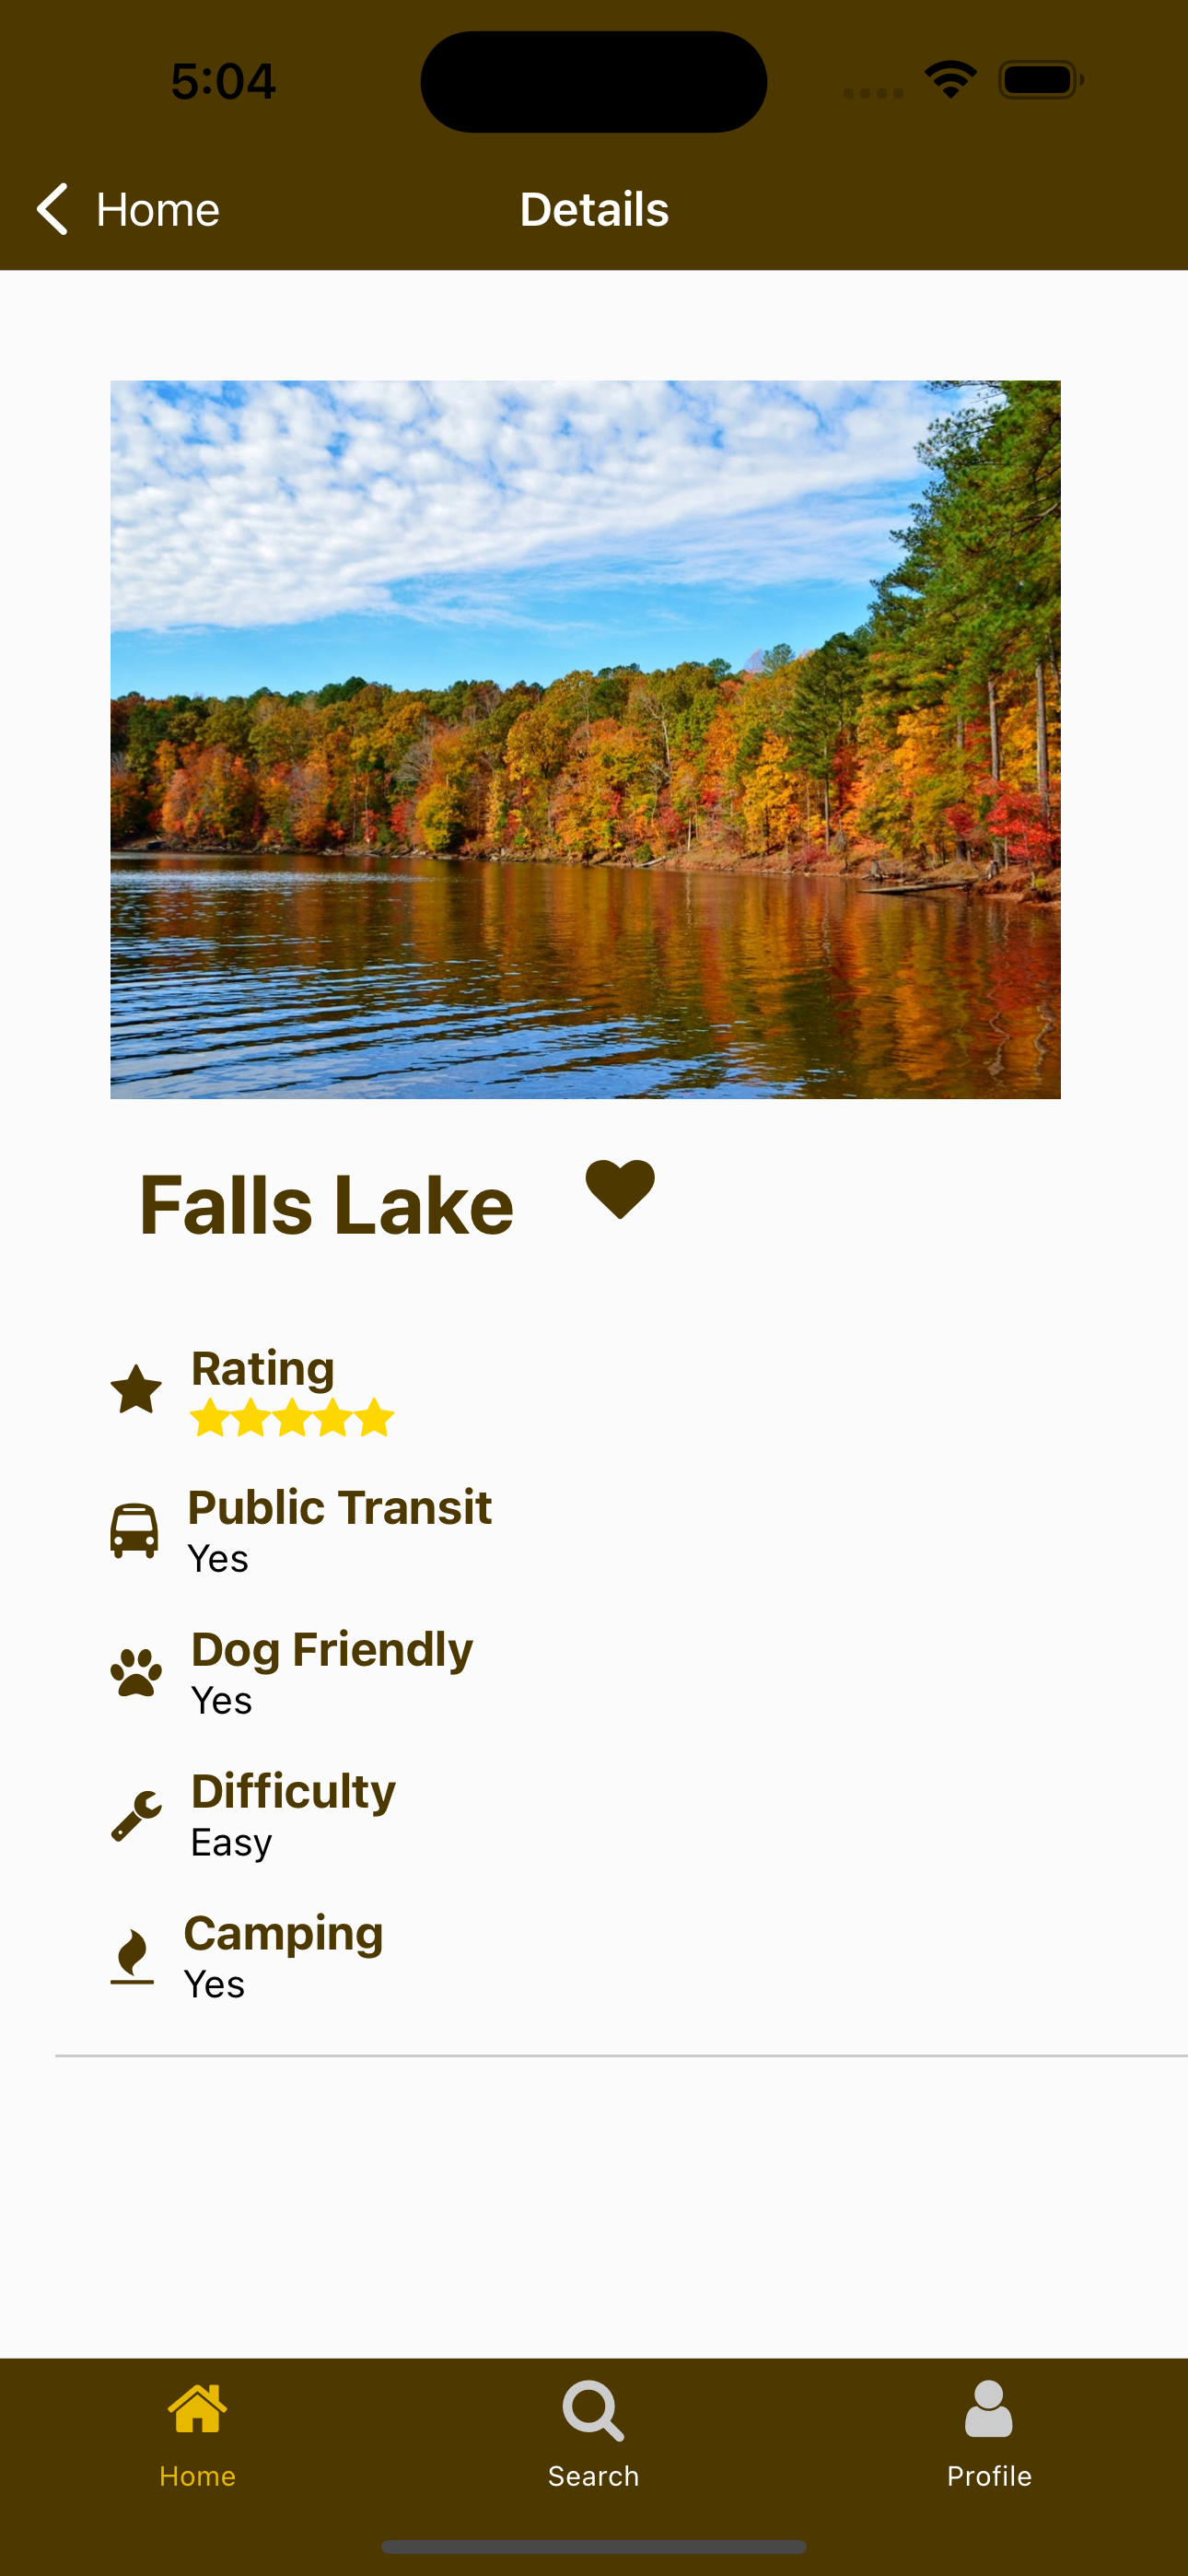 5:04
Home
Details
Falls Lake
Rating
Public Transit
Yes
Dog Friendly
Yes
Difficulty
Easy
Camping
Yes
Home
Search
Profile